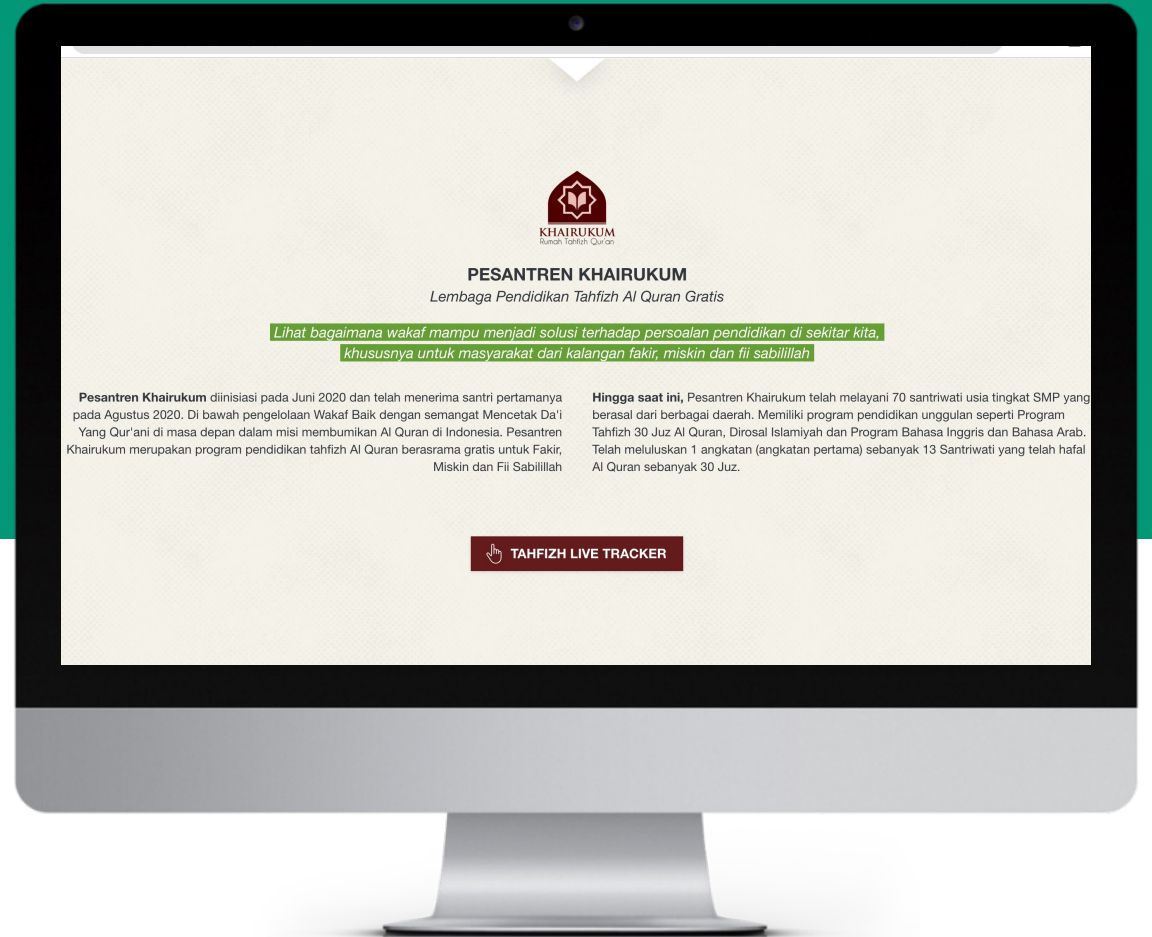 KHAIRUKUM
Rumah Tahfizh Qur'an
PESANTREN KHAIRUKUM
Lembaga Pendidikan Tahfizh Al Quran Gratis
Lihat bagaimana wakaf mampu menjadi solusi terhadap persoalan pendidikan di sekitar kita,
khususnya untuk masyarakat dari kalangan fakir, miskin dan fii sabilillah
Pesantren Khairukum diinisiasi pada Juni 2020 dan telah menerima santri pertamanya
pada Agustus 2020. Di bawah pengelolaan Wakaf Baik dengan semangat Mencetak Da'i
Yang Qur'ani di masa depan dalam misi membumikan Al Quran di Indonesia. Pesantren
Khairukum merupakan program pendidikan tahfizh Al Quran berasrama gratis untuk Fakir,
Miskin dan Fii Sabilillah
Hingga saat ini, Pesantren Khairukum telah melayani 70 santriwati usia tingkat SMP yang
berasal dari berbagai daerah. Memiliki program pendidikan unggulan seperti Program
Tahfizh 30 Juz Al Quran, Dirosal Islamiyah dan Program Bahasa Inggris dan Bahasa Arab.
Telah meluluskan 1 angkatan (angkatan pertama) sebanyak 13 Santriwati yang telah hafal
Al Quran sebanyak 30 Juz.
TAHFIZH LIVE TRACKER